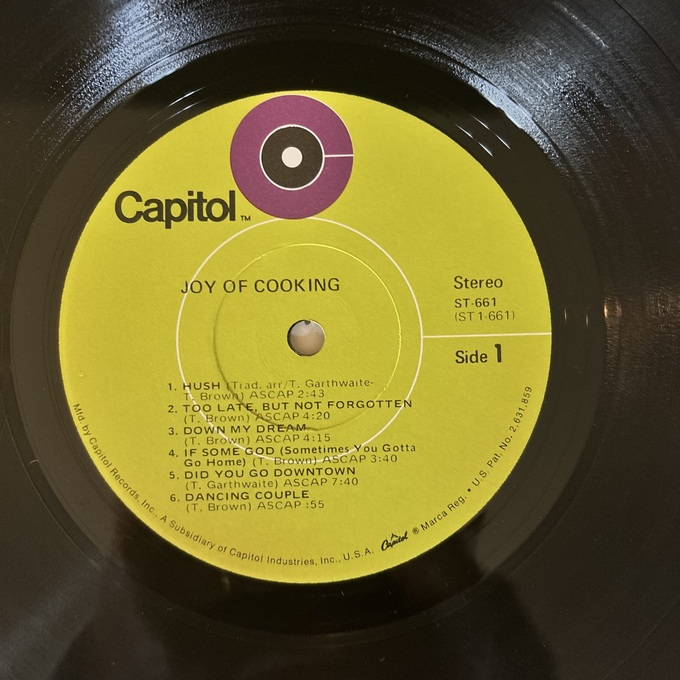 Capitol™
JOY OF COOKING
Stereo
ST-661
(ST1-661)
Side 1
1. HUSH (Trad. arr/T. Garthwaite-
T. Brown) ASCAP 2:43
2. TOO LATE, BUT NOT FORGOTTEN
(T. Brown) ASCAP 4:20
3. DOWN MY DREAM
(T. Brown) ASCAP 4:15
4. IF SOME GOD (Sometimes You Gotta
Go Home) (T. Brown) ASCAP 3:40
5. DID YOU GO DOWNTOWN
(T. Garthwaite) ASCAP 7:40
6. DANCING COUPLE
(T. Brown) ASCAP :55
Mfd. by Capitol Records, Inc., A Subsidiary of Capitol Industries, Inc., U.S.A. Capitol ® Marca Reg. • U.S. Pat. No. 2,631,859